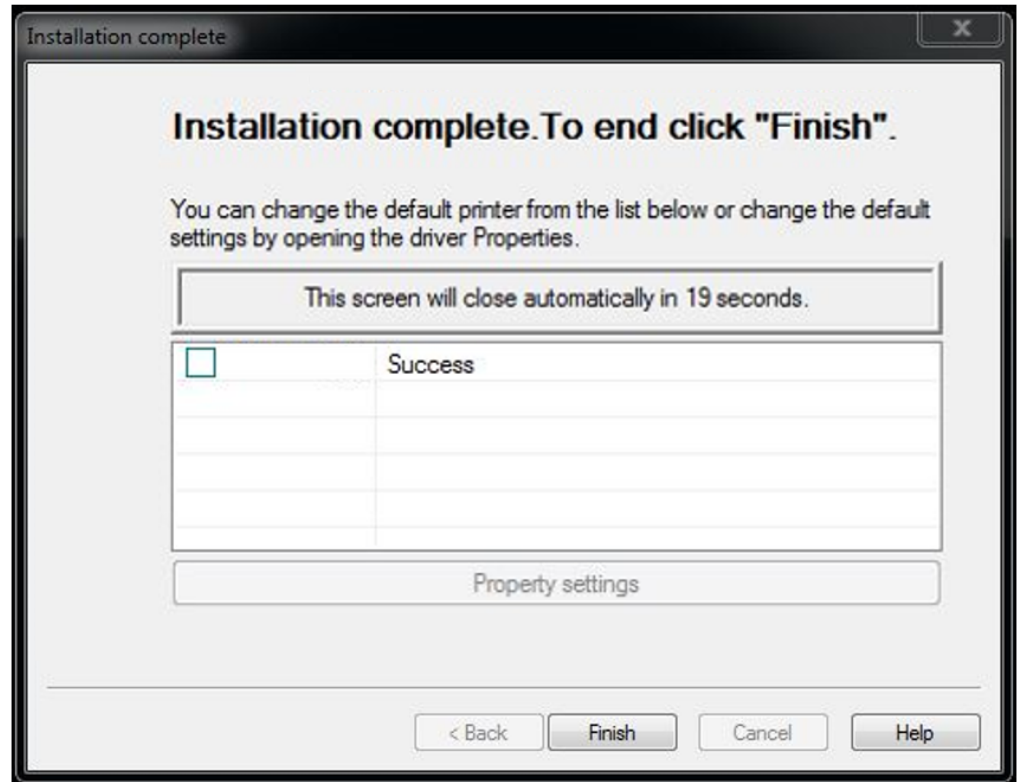 Installation complete
Installation complete.To end click "Finish".
You can change the default printer from the list below or change the default
settings by opening the driver Properties.
This screen will close automatically in 19 seconds.
Success
Property settings
< Back
Finish
Cancel
Help